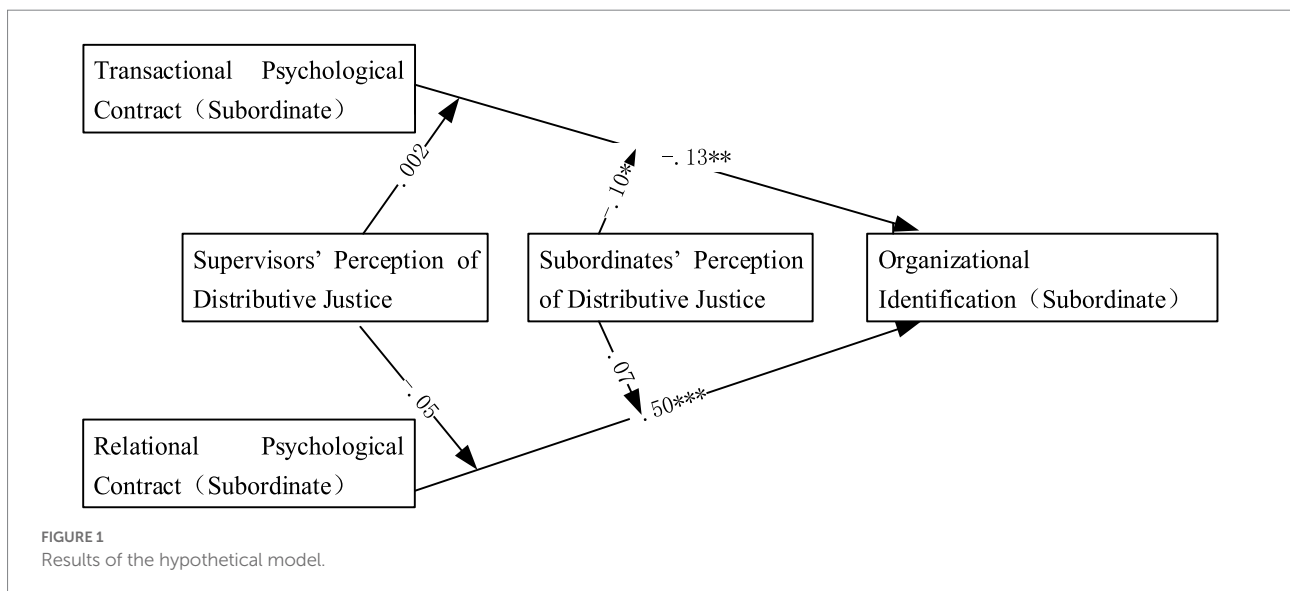 Transactional Psychological
Contract（Subordinate）
.002
-.10*
-.13**
Supervisors’ Perception of
Distributive Justice
Subordinates’ Perception
of Distributive Justice
Organizational
Identification（Subordinate）
-.05
.07
.50***
Relational Psychological
Contract（Subordinate）
FIGURE 1
Results of the hypothetical model.